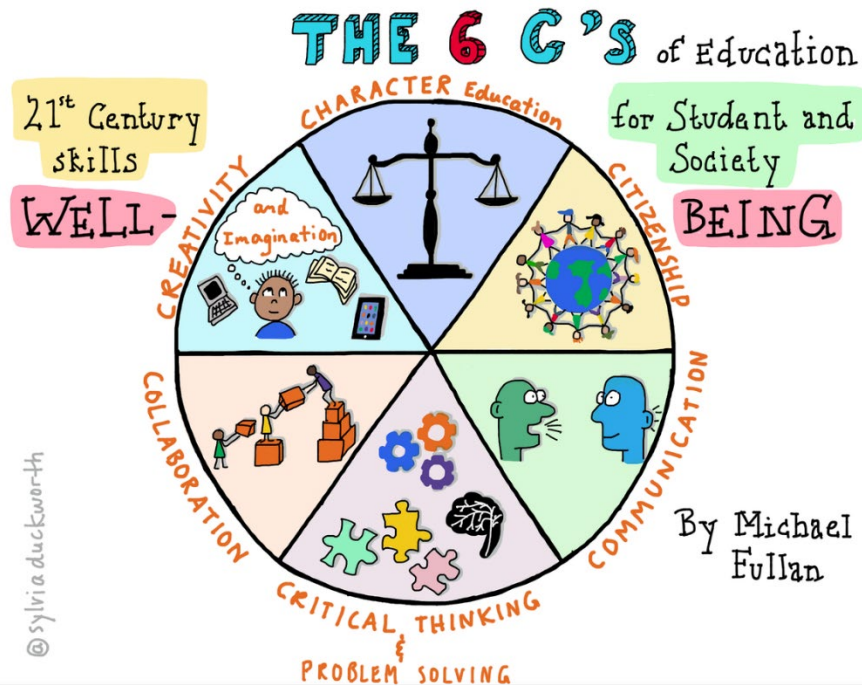 THE 6 C'S of Education
21st Century
skills
WELL-
for Student and
Society
BEING
CHARACTER Education
CITIZENSHIP
COMMUNICATION
CRITICAL THINKING
&
PROBLEM SOLVING
COLLABORATION
CREATIVITY
and
Imagination
By Michael
Fullan
@sylviaduckworth